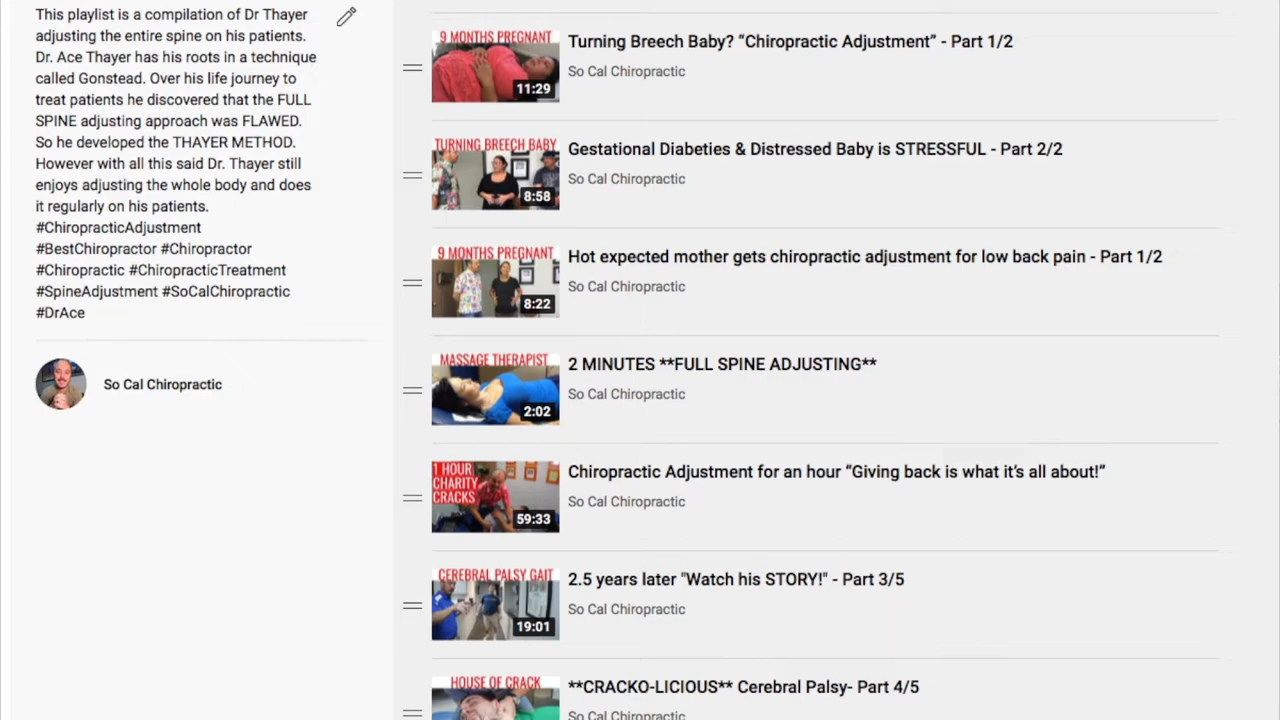 This playlist is a compilation of Dr Thayer
adjusting the entire spine on his patients.
Dr. Ace Thayer has his roots in a technique
called Gonstead. Over his life journey to
treat patients he discovered that the FULL
SPINE adjusting approach was FLAWED.
So he developed the THAYER METHOD.
However with all this said Dr. Thayer still
enjoys adjusting the whole body and does
it regularly on his patients.
#ChiropracticAdjustment
#BestChiropractor #Chiropractor
#Chiropractic #ChiropracticTreatment
#SpineAdjustment #SoCalChiropractic
#DrAce
So Cal Chiropractic
9 MONTHS PREGNANT
11:29
Turning Breech Baby? “Chiropractic Adjustment” - Part 1/2
So Cal Chiropractic
TURNING BREECH BABY
8:58
Gestational Diabeties & Distressed Baby is STRESSFUL - Part 2/2
So Cal Chiropractic
9 MONTHS PREGNANT
8:22
Hot expected mother gets chiropractic adjustment for low back pain - Part 1/2
So Cal Chiropractic
MASSAGE THERAPIST
2:02
2 MINUTES **FULL SPINE ADJUSTING**
So Cal Chiropractic
1 HOUR
CHARITY
CRACKS
59:33
Chiropractic Adjustment for an hour “Giving back is what it’s all about!”
So Cal Chiropractic
CEREBRAL PALSY GAIT
19:01
2.5 years later "Watch his STORY!" - Part 3/5
So Cal Chiropractic
HOUSE OF CRACK
**CRACKO-LICIOUS** Cerebral Palsy- Part 4/5
So Cal Chiropractic